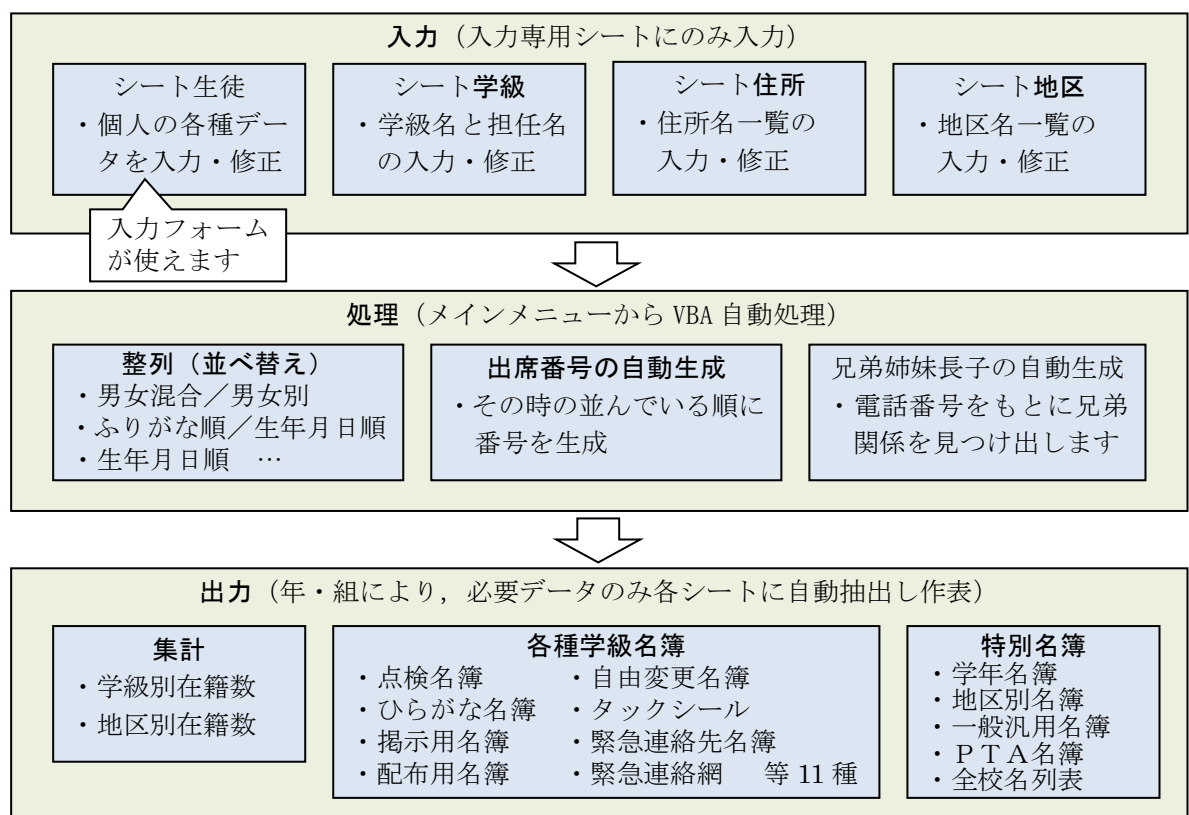 入力（入力専用シートにのみ入力）
シート生徒
・個人の各種デー
タを入力・修正
シート学級
・学級名と担任名
の入力・修正
シート住所
・住所名一覧の
入力・修正
シート地区
・地区名一覧の
入力・修正
入力フォーム
が使えます
処理（メインメニューから VBA 自動処理）
整列（並べ替え）
・男女混合／男女別
・ふりがな順／生年月日順
・生年月日順　…
出席番号の自動生成
・その時の並んでいる順に
番号を生成
兄弟姉妹長子の自動生成
・電話番号をもとに兄弟
関係を見つけ出します
出力（年・組により，必要データのみ各シートに自動抽出し作表）
集計
・学級別在籍数
・地区別在籍数
各種学級名簿
・点検名簿　・自由変更名簿
・ひらがな名簿　・タックシール
・掲示用名簿　・緊急連絡先名簿
・配布用名簿　・緊急連絡網　等 11 種
特別名簿
・学年名簿
・地区別名簿
・一般汎用名簿
・ＰＴＡ名簿
・全校名列表